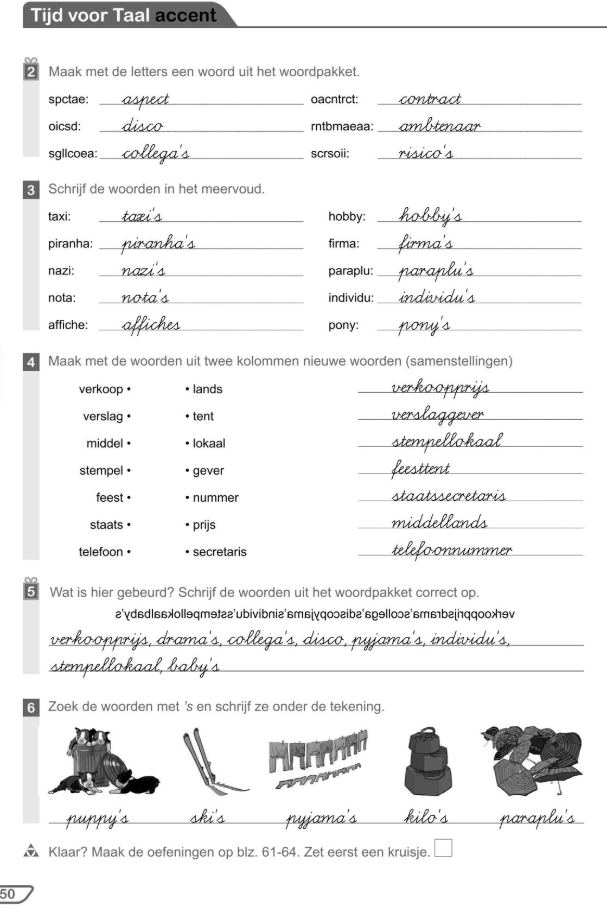 Tijd voor Taal accent
2 Maak met de letters een woord uit het woordpakket.
spctae: aspect oacntrct: contract
oicsd: disco rntbmaeaa: ambtenaar
sgllcoea: collega's scrsoii: risico's
3 Schrijf de woorden in het meervoud.
taxi: taxi's hobby: hobby's
piranha: piranha's firma: firma's
nazi: nazi's paraplu: paraplu's
nota: nota's individu: individu's
affiche: affiches pony: pony's
4 Maak met de woorden uit twee kolommen nieuwe woorden (samenstellingen)
verkoop • • lands verkoopprijs
verslag • • tent verslaggever
middel • • lokaal stempellokaal
stempel • • gever feesttent
feest • • nummer staatssecretaris
staats • • prijs middellands
telefoon • • secretaris telefoonnummer
5 Wat is hier gebeurd? Schrijf de woorden uit het woordpakket correct op.
verkoopprijsdrama'scollega'sdiscopyjama'sindividu'sstempellokaalbaby's
verkoopprijs, drama's, collega's, disco, pyjama's, individu's,
stempellokaal, baby's
6 Zoek de woorden met 's en schrijf ze onder de tekening.
puppy's ski's pyjama's kilo's paraplu's
Klaar? Maak de oefeningen op blz. 61-64. Zet eerst een kruisje.
50